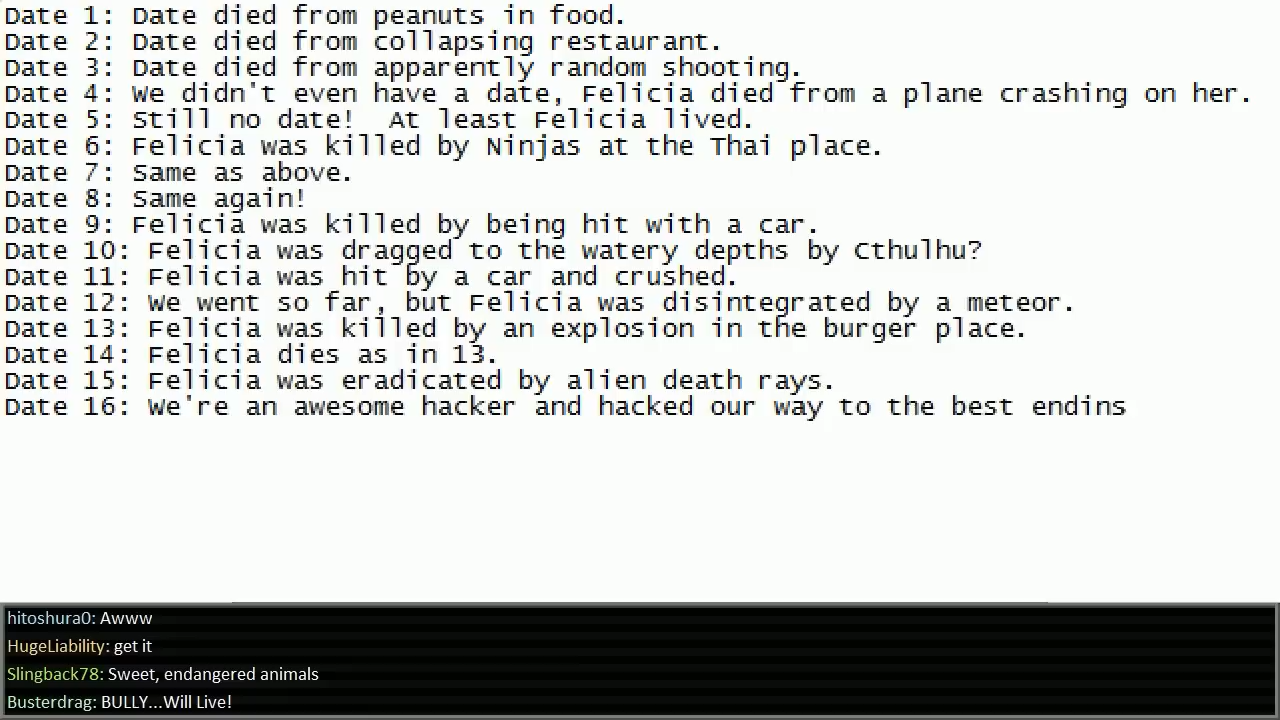 Date 1: Date died from peanuts in food.
Date 2: Date died from collapsing restaurant.
Date 3: Date died from apparently random shooting.
Date 4: We didn't even have a date, Felicia died from a plane crashing on her.
Date 5: Still no date!  At least Felicia lived.
Date 6: Felicia was killed by Ninjas at the Thai place.
Date 7: Same as above.
Date 8: Same again!
Date 9: Felicia was killed by being hit with a car.
Date 10: Felicia was dragged to the watery depths by Cthulhu?
Date 11: Felicia was hit by a car and crushed.
Date 12: We went so far, but Felicia was disintegrated by a meteor.
Date 13: Felicia was killed by an explosion in the burger place.
Date 14: Felicia dies as in 13.
Date 15: Felicia was eradicated by alien death rays.
Date 16: We're an awesome hacker and hacked our way to the best endins
hitoshura0: Awww
HugeLiability: get it
Slingback78: Sweet, endangered animals
Busterdrag: BULLY...Will Live!